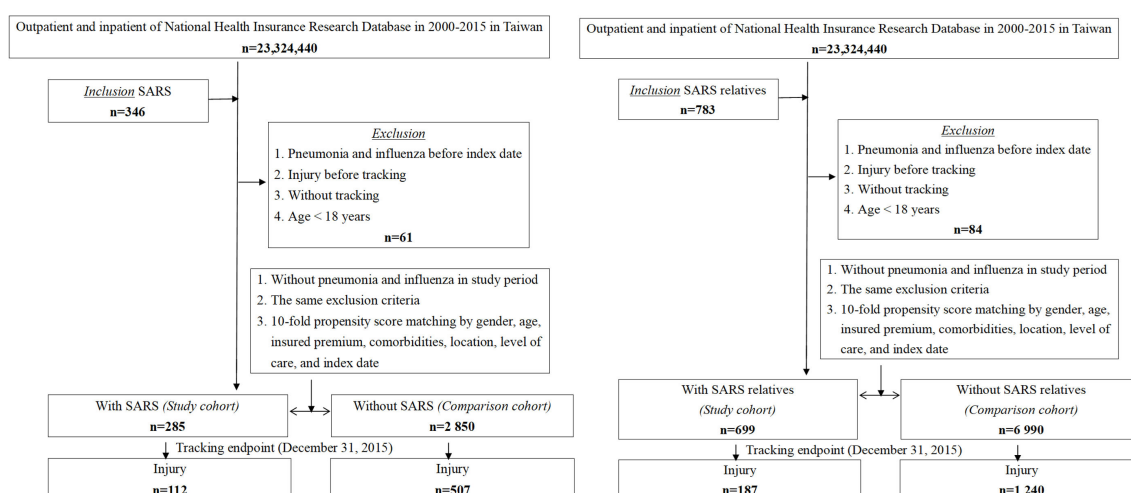 Outpatient and inpatient of National Health Insurance Research Database in 2000-2015 in Taiwan
n=23,324,440
Inclusion SARS
n=346
Exclusion
1. Pneumonia and influenza before index date
2. Injury before tracking
3. Without tracking
4. Age < 18 years
n=61
1. Without pneumonia and influenza in study period
2. The same exclusion criteria
3. 10-fold propensity score matching by gender, age,
insured premium, comorbidities, location, level of
care, and index date
With SARS (Study cohort)
n=285
Without SARS (Comparison cohort)
n=2 850
Tracking endpoint (December 31, 2015)
Injury
n=112
Injury
n=507
Outpatient and inpatient of National Health Insurance Research Database in 2000-2015 in Taiwan
n=23,324,440
Inclusion SARS relatives
n=783
Exclusion
1. Pneumonia and influenza before index date
2. Injury before tracking
3. Without tracking
4. Age < 18 years
n=84
1. Without pneumonia and influenza in study period
2. The same exclusion criteria
3. 10-fold propensity score matching by gender, age,
insured premium, comorbidities, location, level of
care, and index date
With SARS relatives
(Study cohort)
n=699
Without SARS relatives
(Comparison cohort)
n=6 990
Tracking endpoint (December 31, 2015)
Injury
n=187
Injury
n=1 240